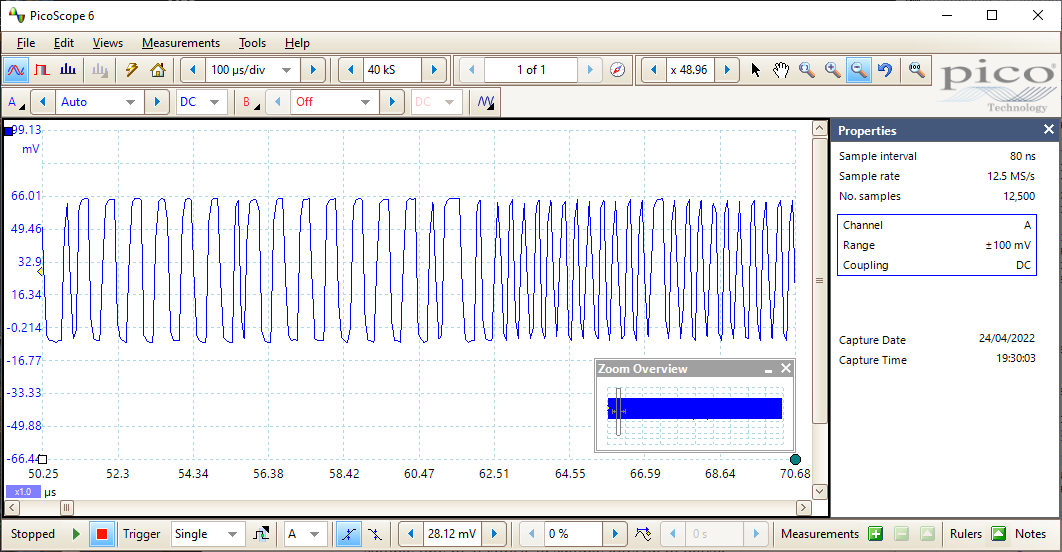 PicoScope 6
File Edit Views Measurements Tools Help
100 µs/div 40 kS 1 of 1 x 48.96
pico
Technology
A Auto DC B Off DC
99.13
mV
66.01
49.46
32.9
16.34
-0.214
-16.77
-33.33
-49.88
-66.44
50.25 52.3 54.34 56.38 58.42 60.47 62.51 64.55 66.59 68.64 70.68
x1.0 µs
Zoom Overview
Properties
Sample interval 80 ns
Sample rate 12.5 MS/s
No. samples 12,500
Channel A
Range ±100 mV
Coupling DC
Capture Date 24/04/2022
Capture Time 19:30:03
Stopped Trigger Single A 28.12 mV 0 % 0 s Measurements Rulers Notes